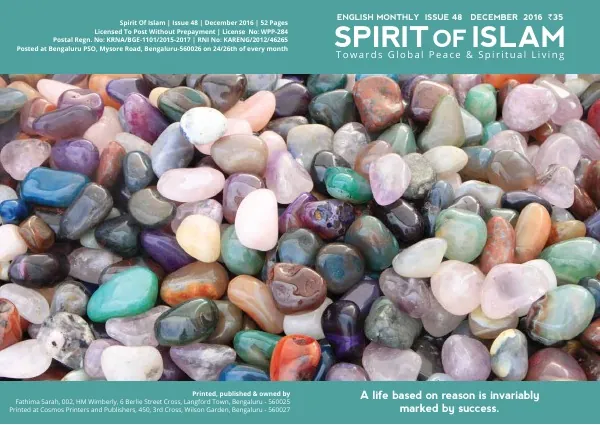 Spirit Of Islam | Issue 48 | December 2016 | 52 Pages
Licensed To Post Without Prepayment | License No: WPP-284
Postal Regn. No: KRNA/BGE-1101/2015-2017 | RNI No: KARENG/2012/46265
Posted at Bengaluru PSO, Mysore Road, Bengaluru-560026 on 24/26th of every month
ENGLISH MONTHLY ISSUE 48 DECEMBER 2016 ₹35
SPIRIT OF ISLAM
Towards Global Peace & Spiritual Living
Printed, published & owned by
Fathima Sarah, 002, HM Wimberly, 6 Berlie Street Cross, Langford Town, Bengaluru - 560025
Printed at Cosmos Printers and Publishers, 450, 3rd Cross, Wilson Garden, Bengaluru - 560027
A life based on reason is invariably
marked by success.